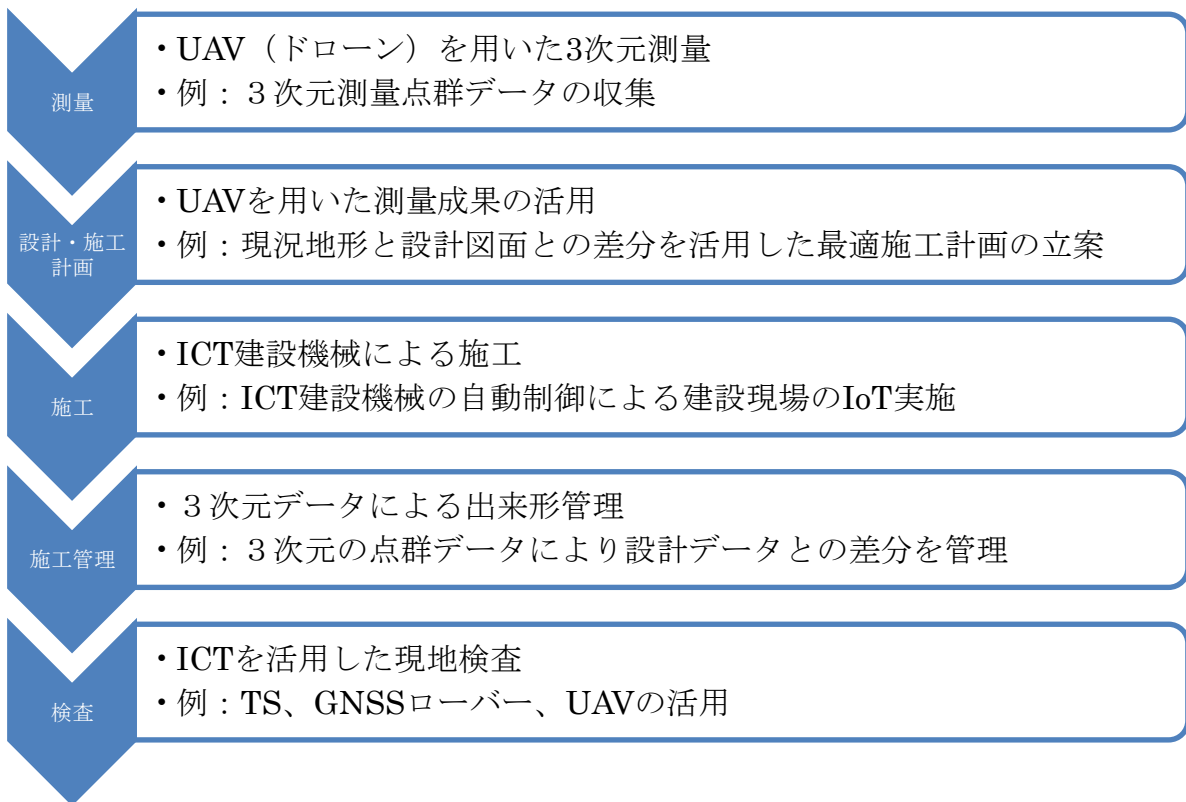 測量
・UAV（ドローン）を用いた3次元測量
・例：３次元測量点群データの収集
設計・施工
計画
・UAVを用いた測量成果の活用
・例：現況地形と設計図面との差分を活用した最適施工計画の立案
施工
・ICT建設機械による施工
・例：ICT建設機械の自動制御による建設現場のIoT実施
施工管理
・３次元データによる出来形管理
・例：３次元の点群データにより設計データとの差分を管理
検査
・ICTを活用した現地検査
・例：TS、GNSSローバー、UAVの活用